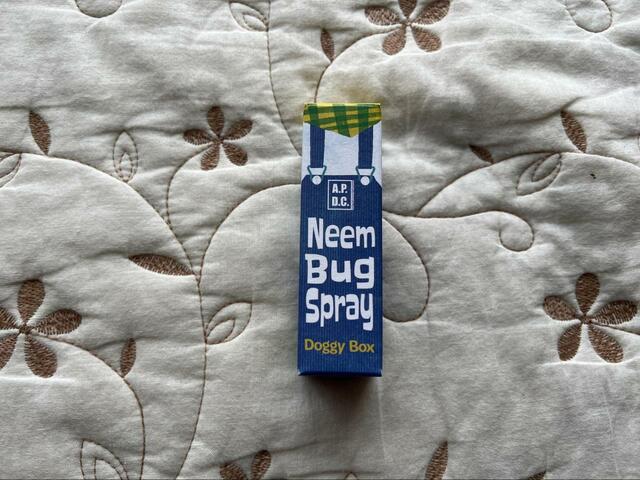 A.P.
D.C.
Neem
Bug
Spray
Doggy Box